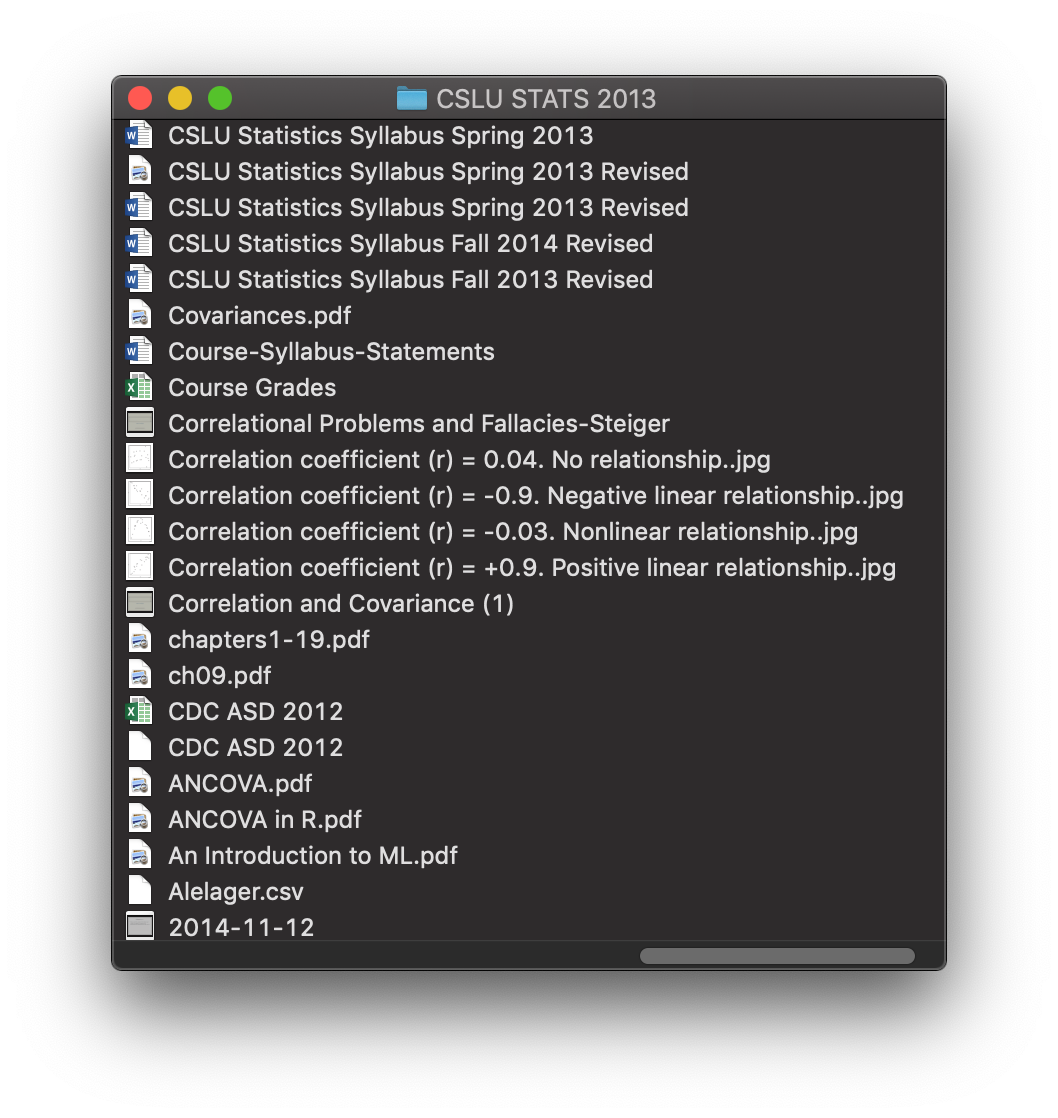 CSLU STATS 2013
CSLU Statistics Syllabus Spring 2013
CSLU Statistics Syllabus Spring 2013 Revised
CSLU Statistics Syllabus Spring 2013 Revised
CSLU Statistics Syllabus Fall 2014 Revised
CSLU Statistics Syllabus Fall 2013 Revised
Covariances.pdf
Course-Syllabus-Statements
Course Grades
Correlational Problems and Fallacies-Steiger
Correlation coefficient (r) = 0.04. No relationship..jpg
Correlation coefficient (r) = -0.9. Negative linear relationship..jpg
Correlation coefficient (r) = -0.03. Nonlinear relationship..jpg
Correlation coefficient (r) = +0.9. Positive linear relationship..jpg
Correlation and Covariance (1)
chapters1-19.pdf
ch09.pdf
CDC ASD 2012
CDC ASD 2012
ANCOVA.pdf
ANCOVA in R.pdf
An Introduction to ML.pdf
Alelager.csv
2014-11-12